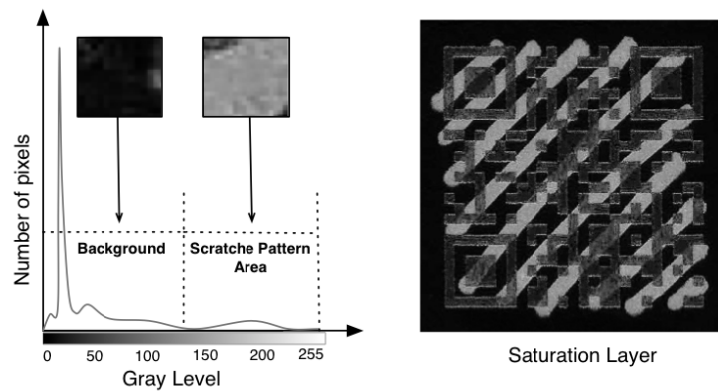 Number of pixels
Background
Scratche Pattern
Area
0 50 100 150 200 255
Gray Level
Saturation Layer